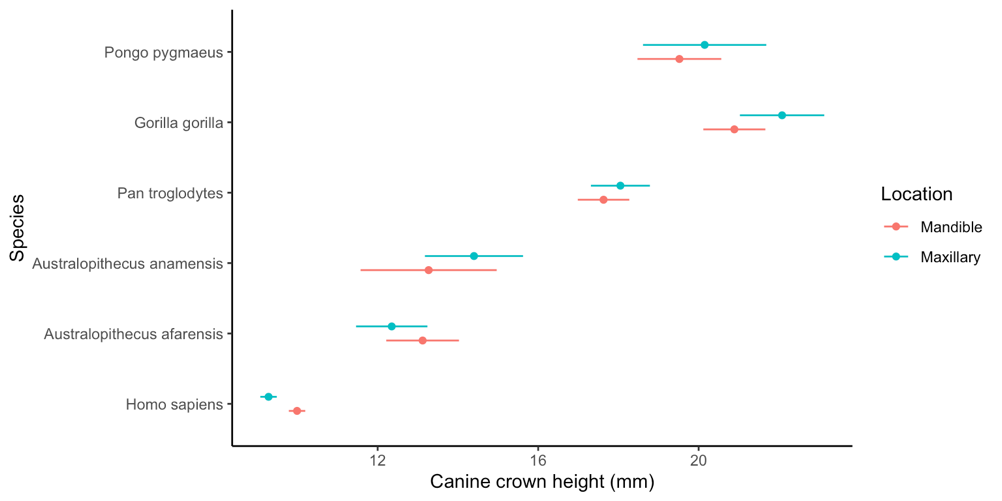 Species
Pongo pygmaeus
Gorilla gorilla
Pan troglodytes
Australopithecus anamensis
Australopithecus afarensis
Homo sapiens
12 16 20
Canine crown height (mm)
Location
Mandible
Maxillary